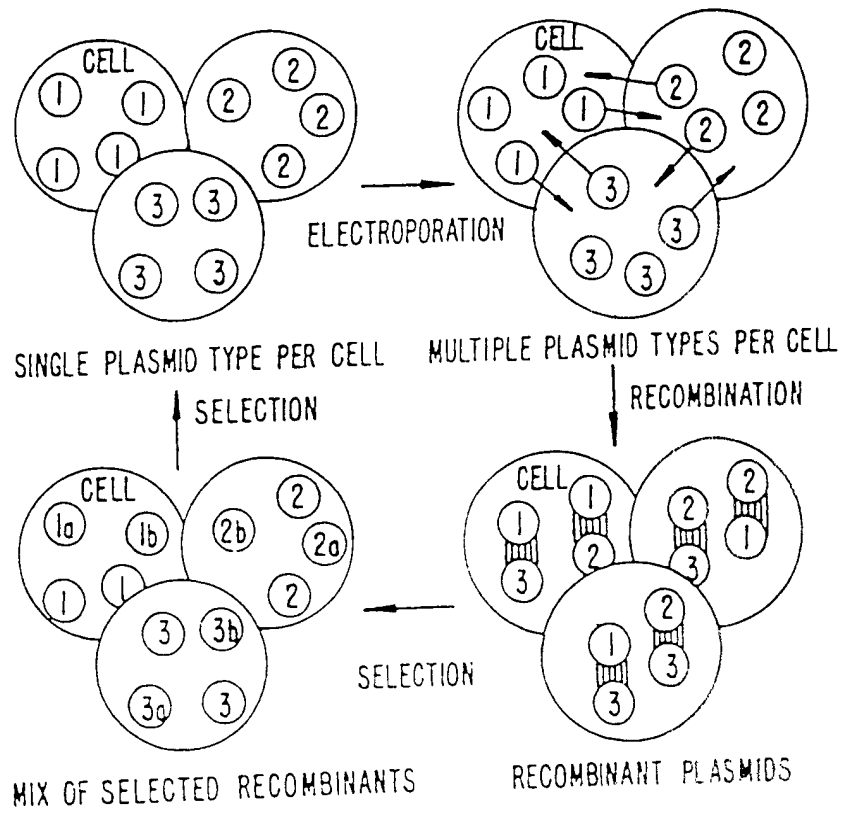 CELL
1 1 1 1
2 2 2 2
3 3 3 3
ELECTROPORATION
CELL
1 1 1 1
2 2 2 2
3 3 3 3
SINGLE PLASMID TYPE PER CELL
MULTIPLE PLASMID TYPES PER CELL
SELECTION
RECOMBINATION
CELL
1a 1b 1 1
2 2b 2a 2
3 3b 3a 3
SELECTION
CELL
1 1 3 2
2 2 3 1
1 2 3 3
MIX OF SELECTED RECOMBINANTS
RECOMBINANT PLASMIDS